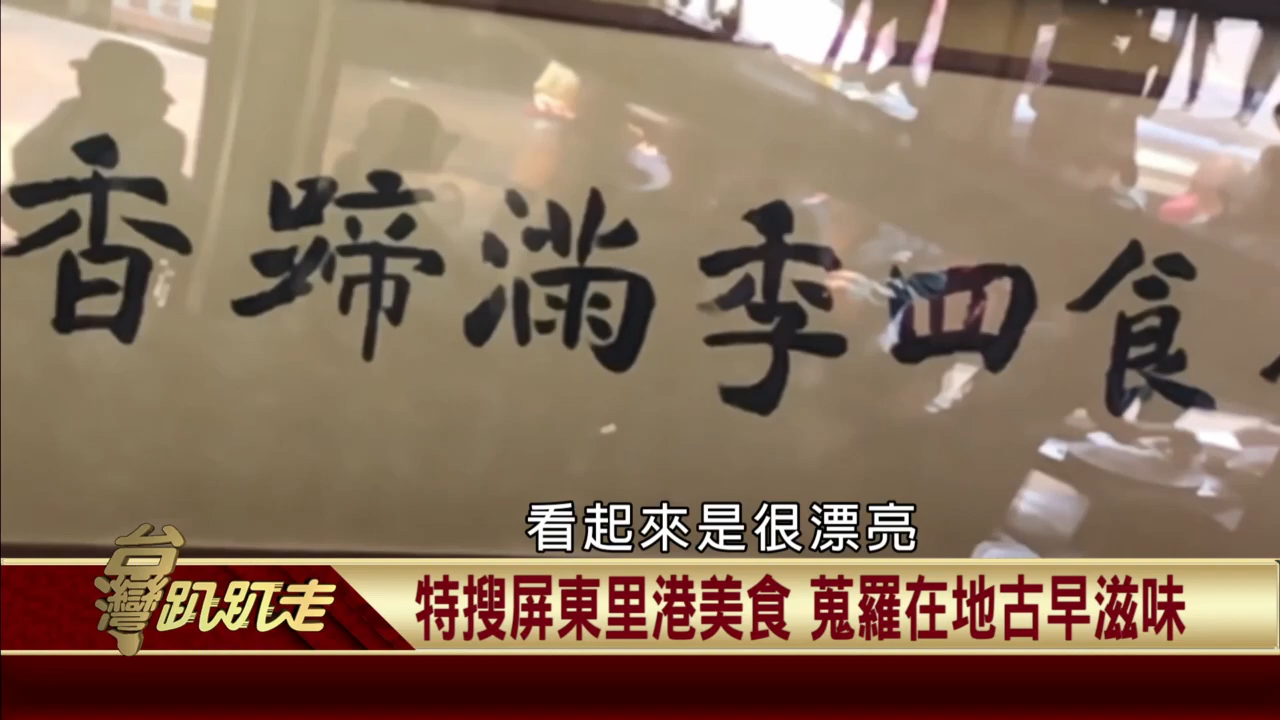 香蹄滿季四食
看起來是很漂亮
台灣趴趴走
特搜屏東里港美食 蒐羅在地古早滋味